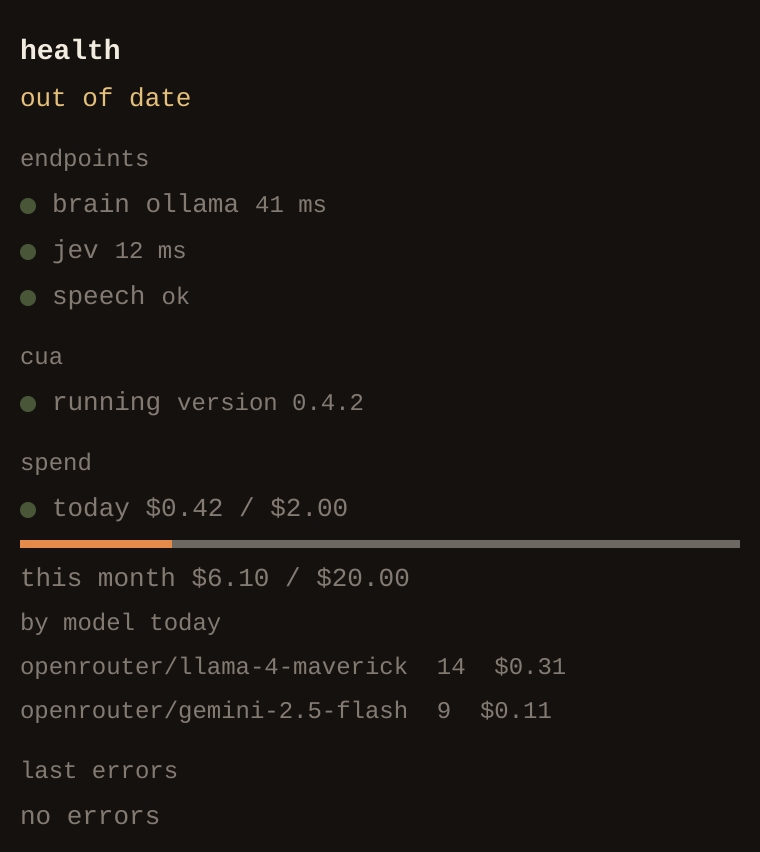 health
out of date
endpoints
brain ollama 41 ms
jev 12 ms
speech ok
cua
running version 0.4.2
spend
today $0.42 / $2.00
this month $6.10 / $20.00
by model today
openrouter/llama-4-maverick 14 $0.31
openrouter/gemini-2.5-flash 9 $0.11
last errors
no errors